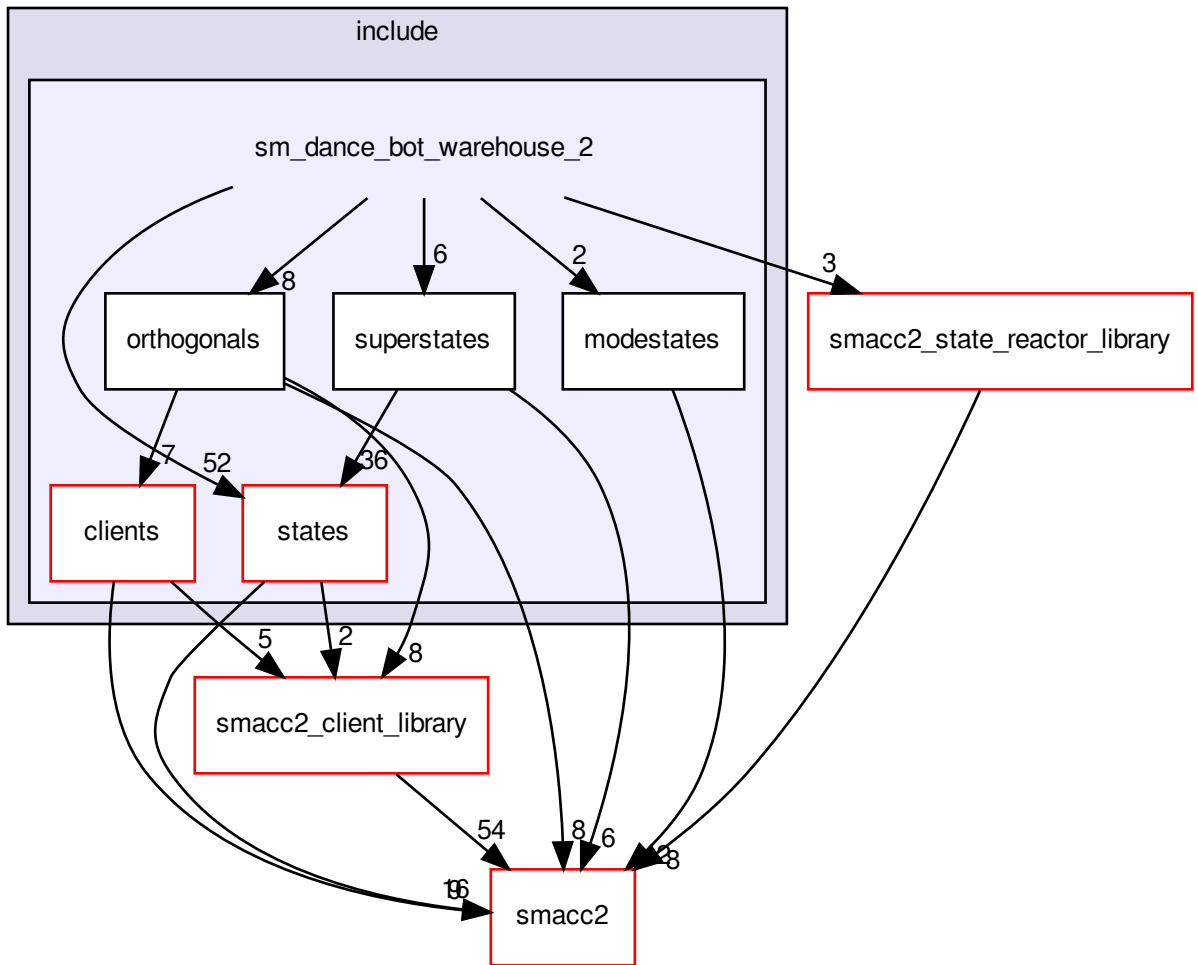 include
sm_dance_bot_warehouse_2
6
2
3
8
orthogonals
superstates
modestates
smacc2_state_reactor_library
7
52
36
clients
states
5
2
8
smacc2_client_library
54
8
6
8
smacc2